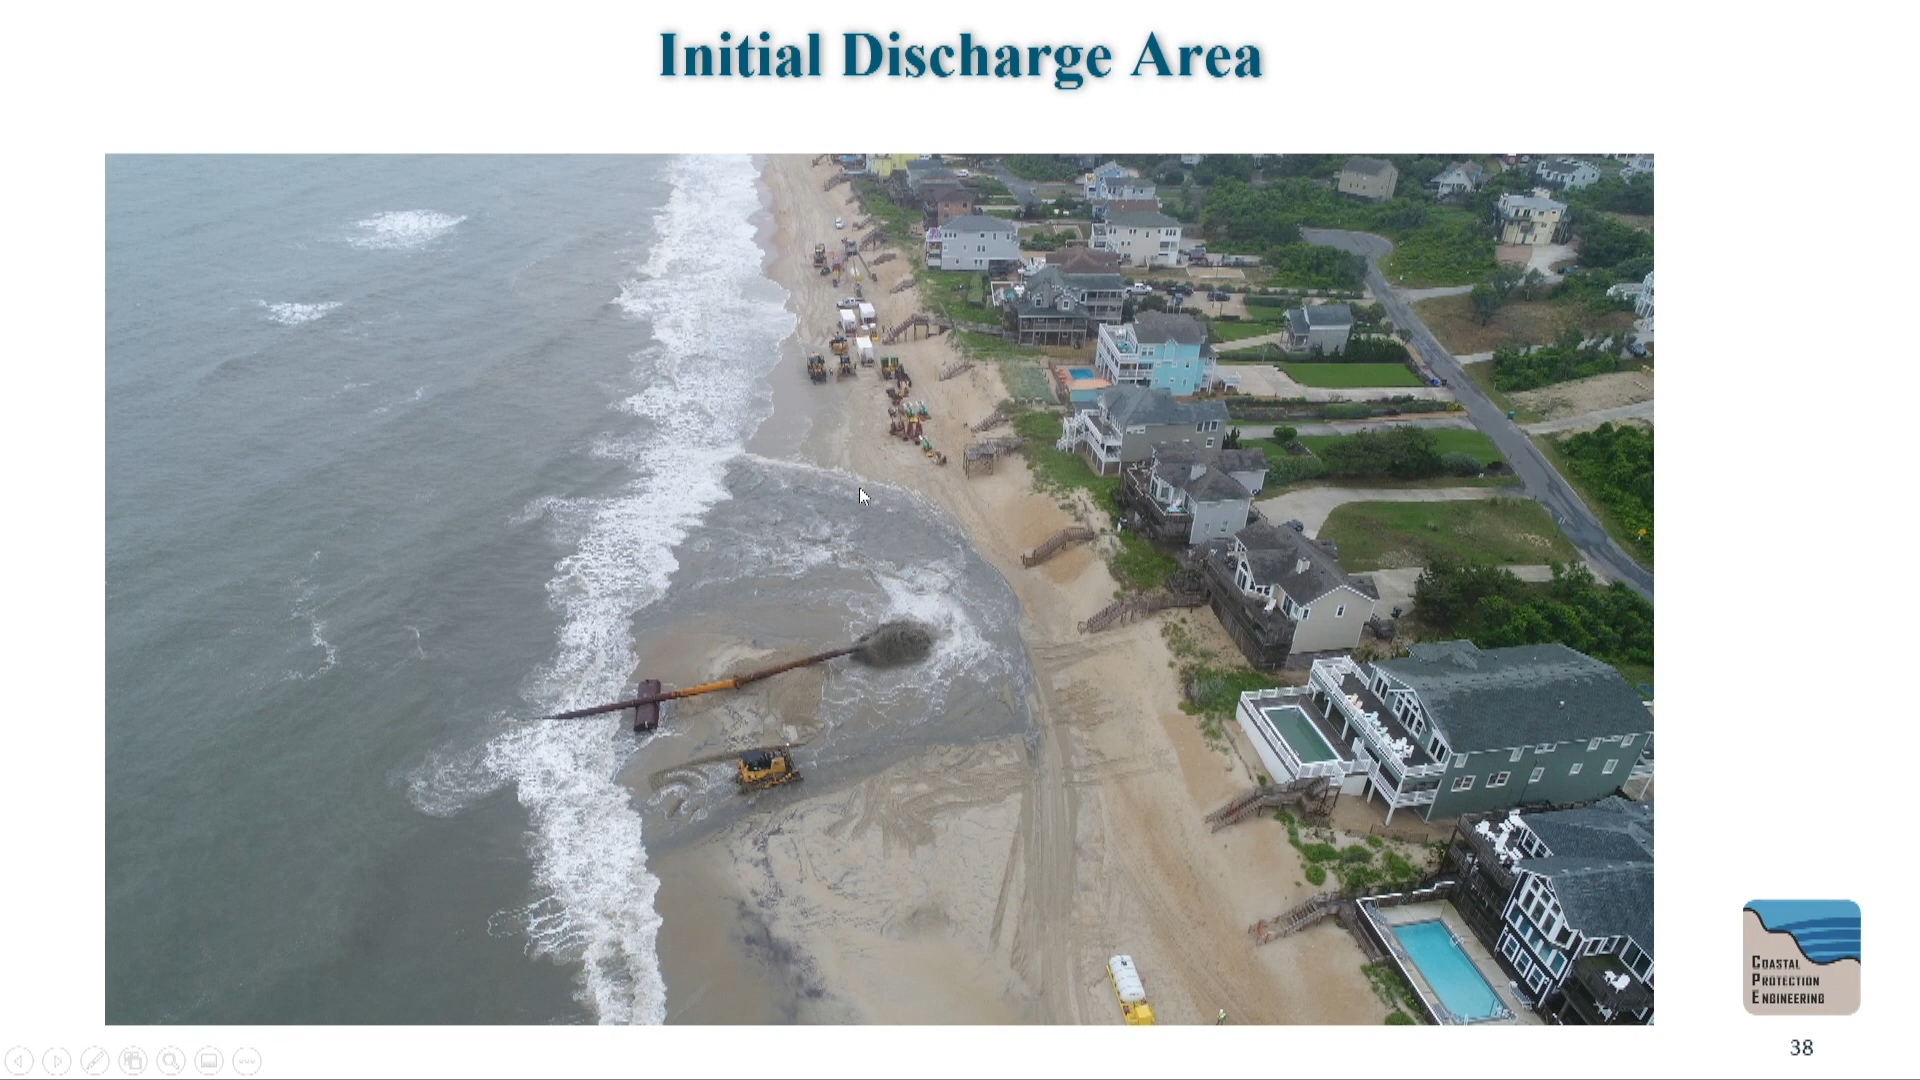 Initial Discharge Area
COASTAL
PROTECTION
ENGINEERING
38